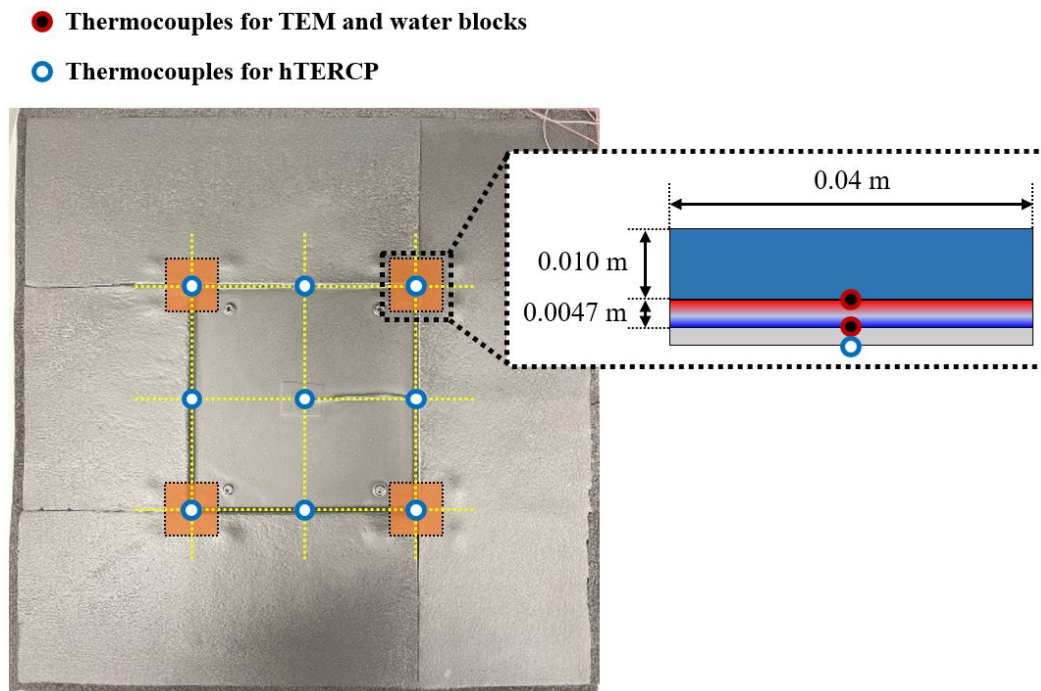 Thermocouples for TEM and water blocks
Thermocouples for hTERCP
0.04 m
0.010 m
0.0047 m